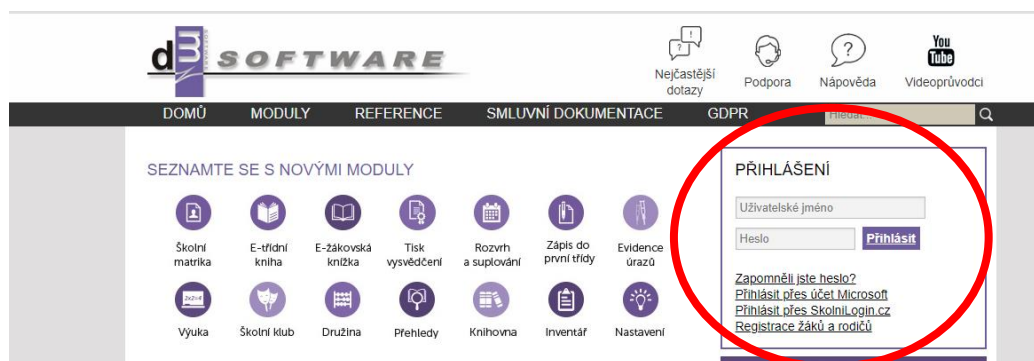 dm SOFTWARE
Nejčastější
dotazy
Podpora
Nápověda
You
Tube
Videoprůvodci
DOMŮ MODULY REFERENCE SMLUVNÍ DOKUMENTACE GDPR Hledat
SEZNAMTE SE S NOVÝMI MODULY
Školní
matrika
E-třídní
kniha
E-žákovská
knížka
Tisk
vysvědčení
Rozvrh
a suplování
Zápis do
první třídy
Evidence
úrazů
2x2=4
Výuka
Školní klub
Družina
Přehledy
Knihovna
Inventář
Nastavení
PŘIHLÁŠENÍ
Uživatelské jméno
Heslo
Přihlásit
Zapomněli jste heslo?
Přihlásit přes účet Microsoft
Přihlásit přes SkolniLogin.cz
Registrace žáků a rodičů